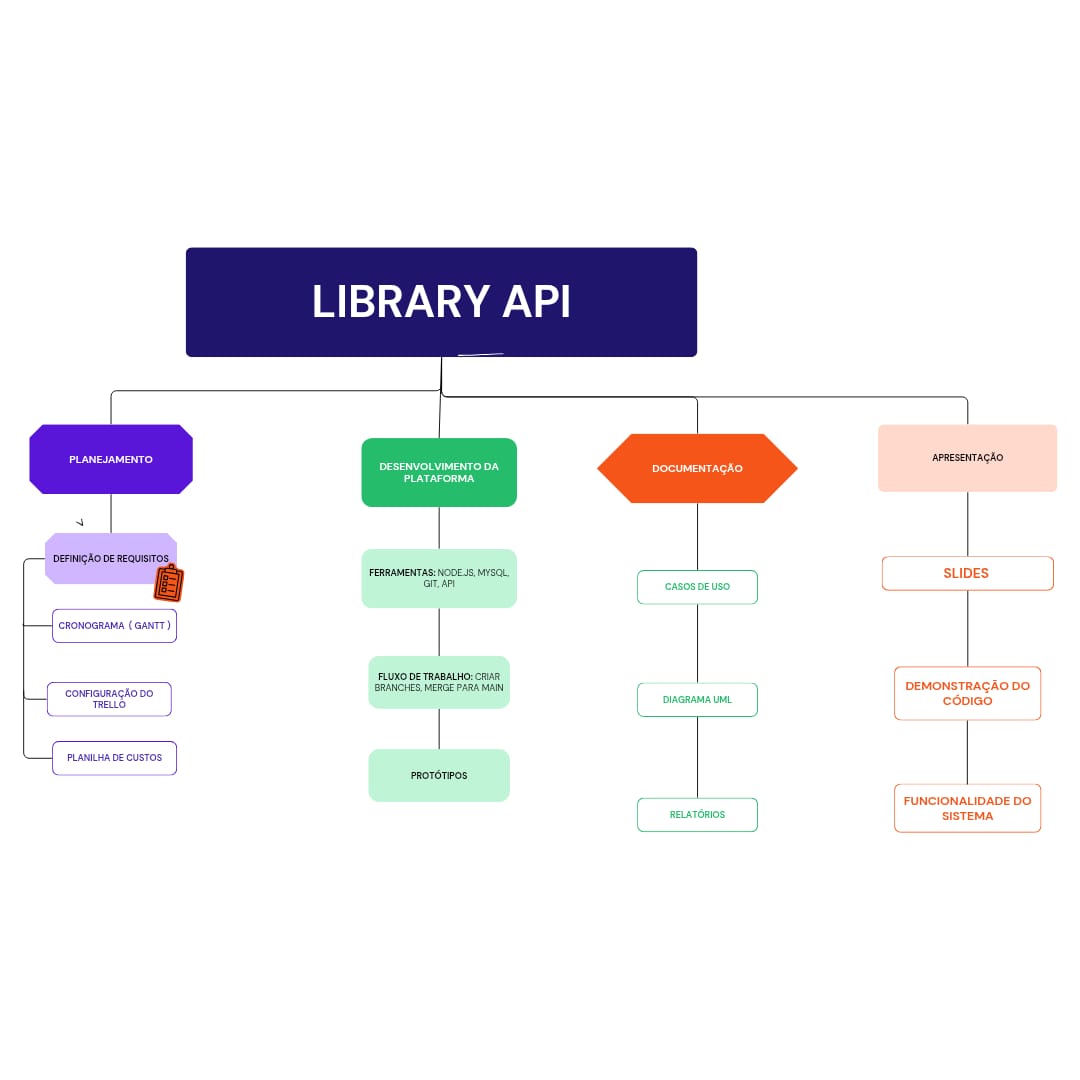 LIBRARY API
PLANEJAMENTO
DEFINIÇÃO DE REQUISITOS
CRONOGRAMA ( GANTT )
CONFIGURAÇÃO DO
TRELLO
PLANILHA DE CUSTOS
DESENVOLVIMENTO DA
PLATAFORMA
FERRAMENTAS: NODE.JS, MYSQL,
GIT, API
FLUXO DE TRABALHO: CRIAR
BRANCHES, MERGE PARA MAIN
PROTÓTIPOS
DOCUMENTAÇÃO
CASOS DE USO
DIAGRAMA UML
RELATÓRIOS
APRESENTAÇÃO
SLIDES
DEMONSTRAÇÃO DO
CÓDIGO
FUNCIONALIDADE DO
SISTEMA